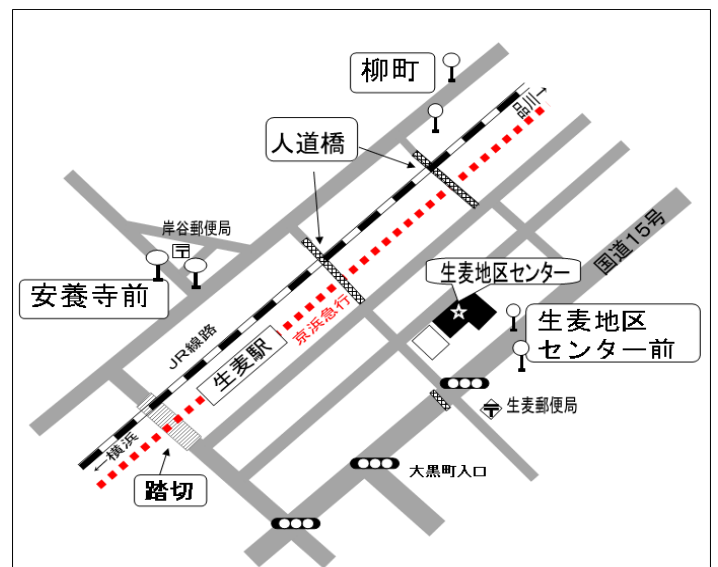 柳町
品川→
人道橋
岸谷郵便局
国道15号
生麦地区センター
安養寺前
京浜急行
生麦地区
センター前
JR線路
生麦駅
生麦郵便局
←横浜
踏切
大黒町入口